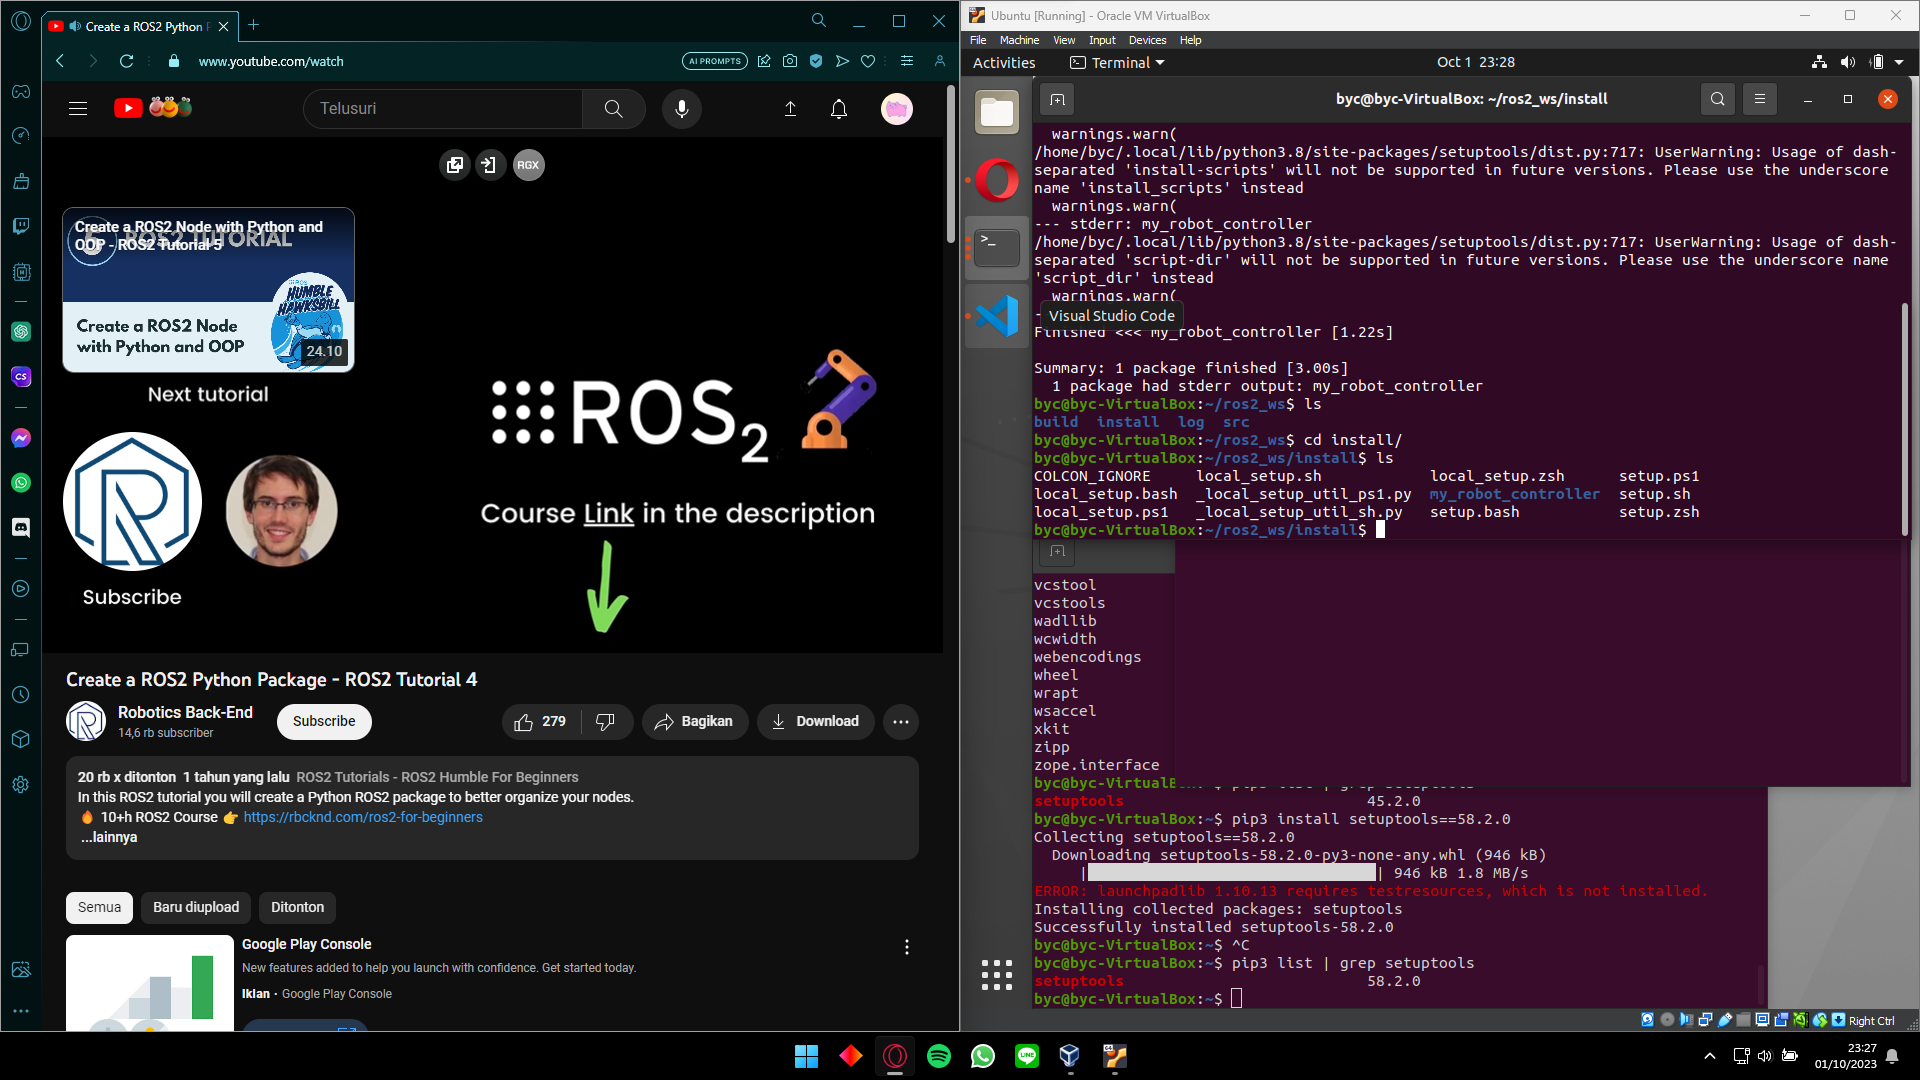 Create a ROS2 Python P
www.youtube.com/watch
AI PROMPTS
Telusuri
RGX
Create a ROS2 Node with Python and
OOP - ROS2 Tutorial 5
HUMBLE
HAWKSBILL
Create a ROS2 Node
with Python and OOP
24.10
Next tutorial
Subscribe
ROS2
Course Link in the description
Create a ROS2 Python Package - ROS2 Tutorial 4
Robotics Back-End
14,6 rb subscriber
Subscribe
279
Bagikan
Download
20 rb x ditonton 1 tahun yang lalu ROS2 Tutorials - ROS2 Humble For Beginners
In this ROS2 tutorial you will create a Python ROS2 package to better organize your nodes.
🔥 10+h ROS2 Course 👉 https://rbcknd.com/ros2-for-beginners
...lainnya
Semua
Baru diupload
Ditonton
Google Play Console
New features added to help you launch with confidence. Get started today.
Iklan · Google Play Console
Ubuntu [Running] - Oracle VM VirtualBox
File Machine View Input Devices Help
Activities
Terminal
Oct 1 23:28
byc@byc-VirtualBox: ~/ros2_ws/install
warnings.warn(
/home/byc/.local/lib/python3.8/site-packages/setuptools/dist.py:717: UserWarning: Usage of dash-
separated 'install-scripts' will not be supported in future versions. Please use the underscore
name 'install_scripts' instead
warnings.warn(
--- stderr: my_robot_controller
/home/byc/.local/lib/python3.8/site-packages/setuptools/dist.py:717: UserWarning: Usage of dash-
separated 'script-dir' will not be supported in future versions. Please use the underscore name
'script_dir' instead
warnings.warn(
Visual Studio Code
Finished <<< my_robot_controller [1.22s]
Summary: 1 package finished [3.00s]
1 package had stderr output: my_robot_controller
byc@byc-VirtualBox:~/ros2_ws$ ls
build install log src
byc@byc-VirtualBox:~/ros2_ws$ cd install/
byc@byc-VirtualBox:~/ros2_ws/install$ ls
COLCON_IGNORE local_setup.sh local_setup.zsh setup.ps1
local_setup.bash _local_setup_util_ps1.py my_robot_controller setup.sh
local_setup.ps1 _local_setup_util_sh.py setup.bash setup.zsh
byc@byc-VirtualBox:~/ros2_ws/install$
vcstool
vcstools
wadllib
wcwidth
webencodings
wheel
wrapt
wsaccel
xkit
zipp
zope.interface
byc@byc-VirtualB
setuptools 45.2.0
byc@byc-VirtualBox:~$ pip3 install setuptools==58.2.0
Collecting setuptools==58.2.0
Downloading setuptools-58.2.0-py3-none-any.whl (946 kB)
| | 946 kB 1.8 MB/s
ERROR: launchpadlib 1.10.13 requires testresources, which is not installed.
Installing collected packages: setuptools
Successfully installed setuptools-58.2.0
byc@byc-VirtualBox:~$ ^C
byc@byc-VirtualBox:~$ pip3 list | grep setuptools
setuptools 58.2.0
byc@byc-VirtualBox:~$
Right Ctrl
23:27
01/10/2023